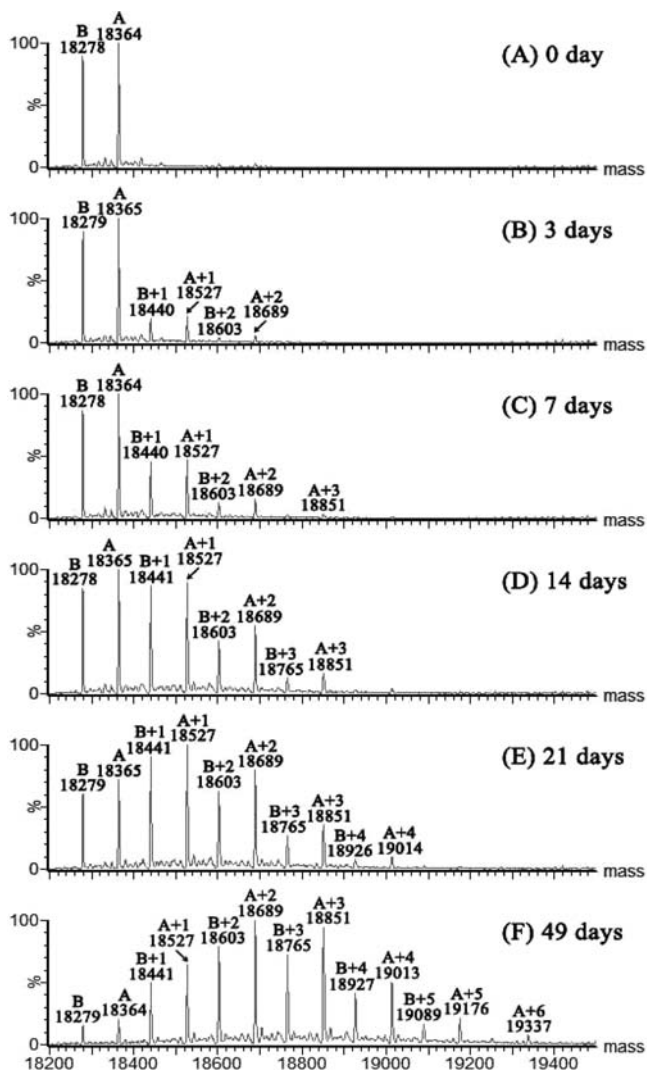 B
18278
A
18364
(A) 0 day
100
%
0
mass
B
18279
A
18365
(B) 3 days
100
%
0
B+1
18440
A+1
18527
B+2
18603
A+2
18689
mass
B
18278
A
18364
(C) 7 days
100
%
0
B+1
18440
A+1
18527
B+2
18603
A+2
18689
A+3
18851
mass
B
18278
A
18365
B+1
18441
A+1
18527
(D) 14 days
100
%
0
B+2
18603
A+2
18689
B+3
18765
A+3
18851
mass
B
18279
A
18365
B+1
18441
A+1
18527
(E) 21 days
100
%
0
B+2
18603
A+2
18689
B+3
18765
A+3
18851
B+4
18926
A+4
19014
mass
B
18279
A
18364
B+1
18441
A+1
18527
B+2
18603
A+2
18689
B+3
18765
A+3
18851
(F) 49 days
100
%
0
B+4
18927
A+4
19013
B+5
19089
A+5
19176
A+6
19337
mass
18200 18400 18600 18800 19000 19200 19400